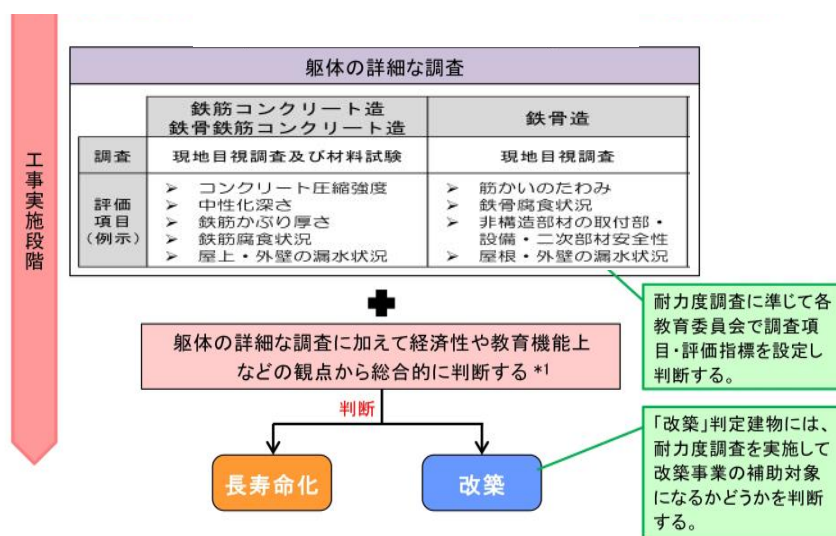 工事実施段階
躯体の詳細な調査
鉄筋コンクリート造
鉄骨鉄筋コンクリート造
鉄骨造
調査
現地目視調査及び材料試験
現地目視調査
評価
項目
(例示)
➢ コンクリート圧縮強度
➢ 中性化深さ
➢ 鉄筋かぶり厚さ
➢ 鉄筋腐食状況
➢ 屋上・外壁の漏水状況
➢ 筋かいのたわみ
➢ 鉄骨腐食状況
➢ 非構造部材の取付部・
設備・二次部材安全性
➢ 屋根・外壁の漏水状況
耐力度調査に準じて各
教育委員会で調査項
目・評価指標を設定し
判断する。
躯体の詳細な調査に加えて経済性や教育機能上
などの観点から総合的に判断する *1
判断
長寿命化
改築
「改築」判定建物には、
耐力度調査を実施して
改築事業の補助対象
になるかどうかを判断
する。